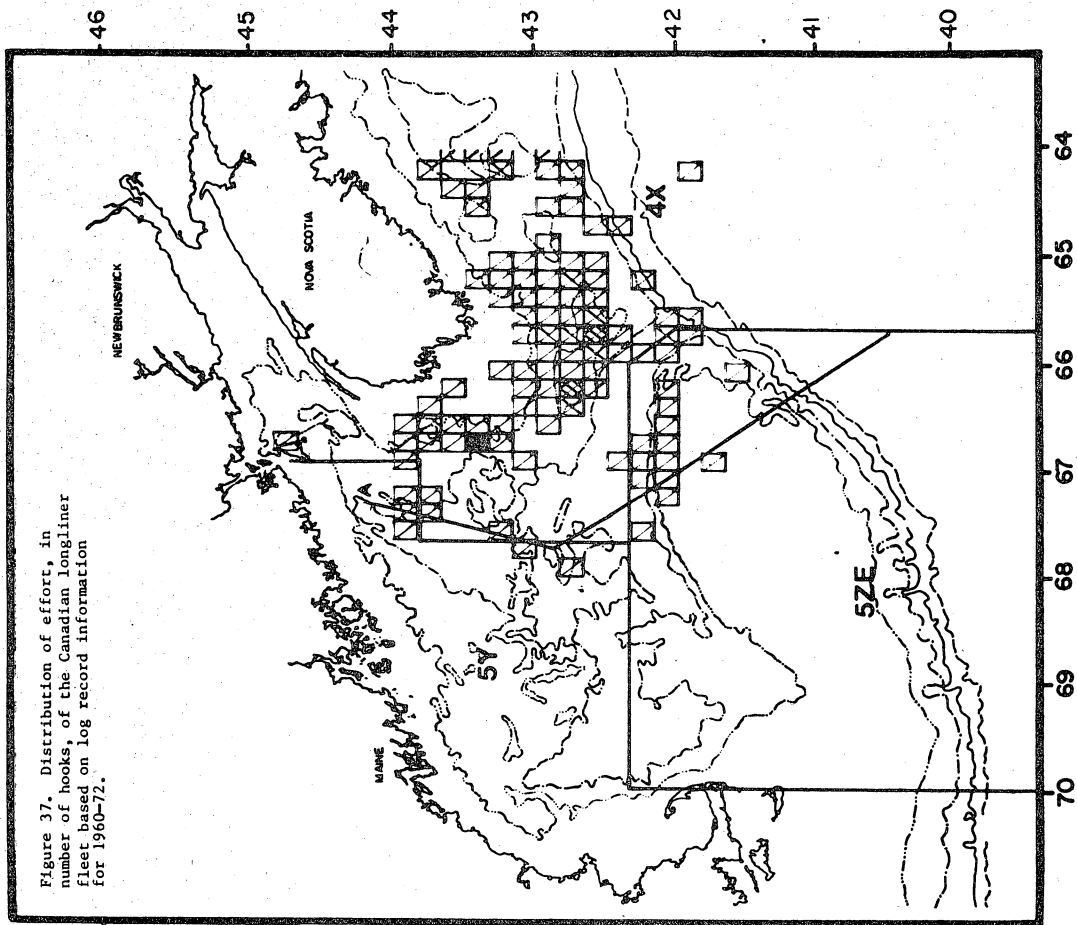 Figure 37. Distribution of effort, in
number of hooks, of the Canadian longliner
fleet based on log record information
for 1960-72.
NEW BRUNSWICK
NOVA SCOTIA
MAINE
A
5Y
4X
5ZE
46
45
44
43
42
41
40
70
69
68
67
66
65
64